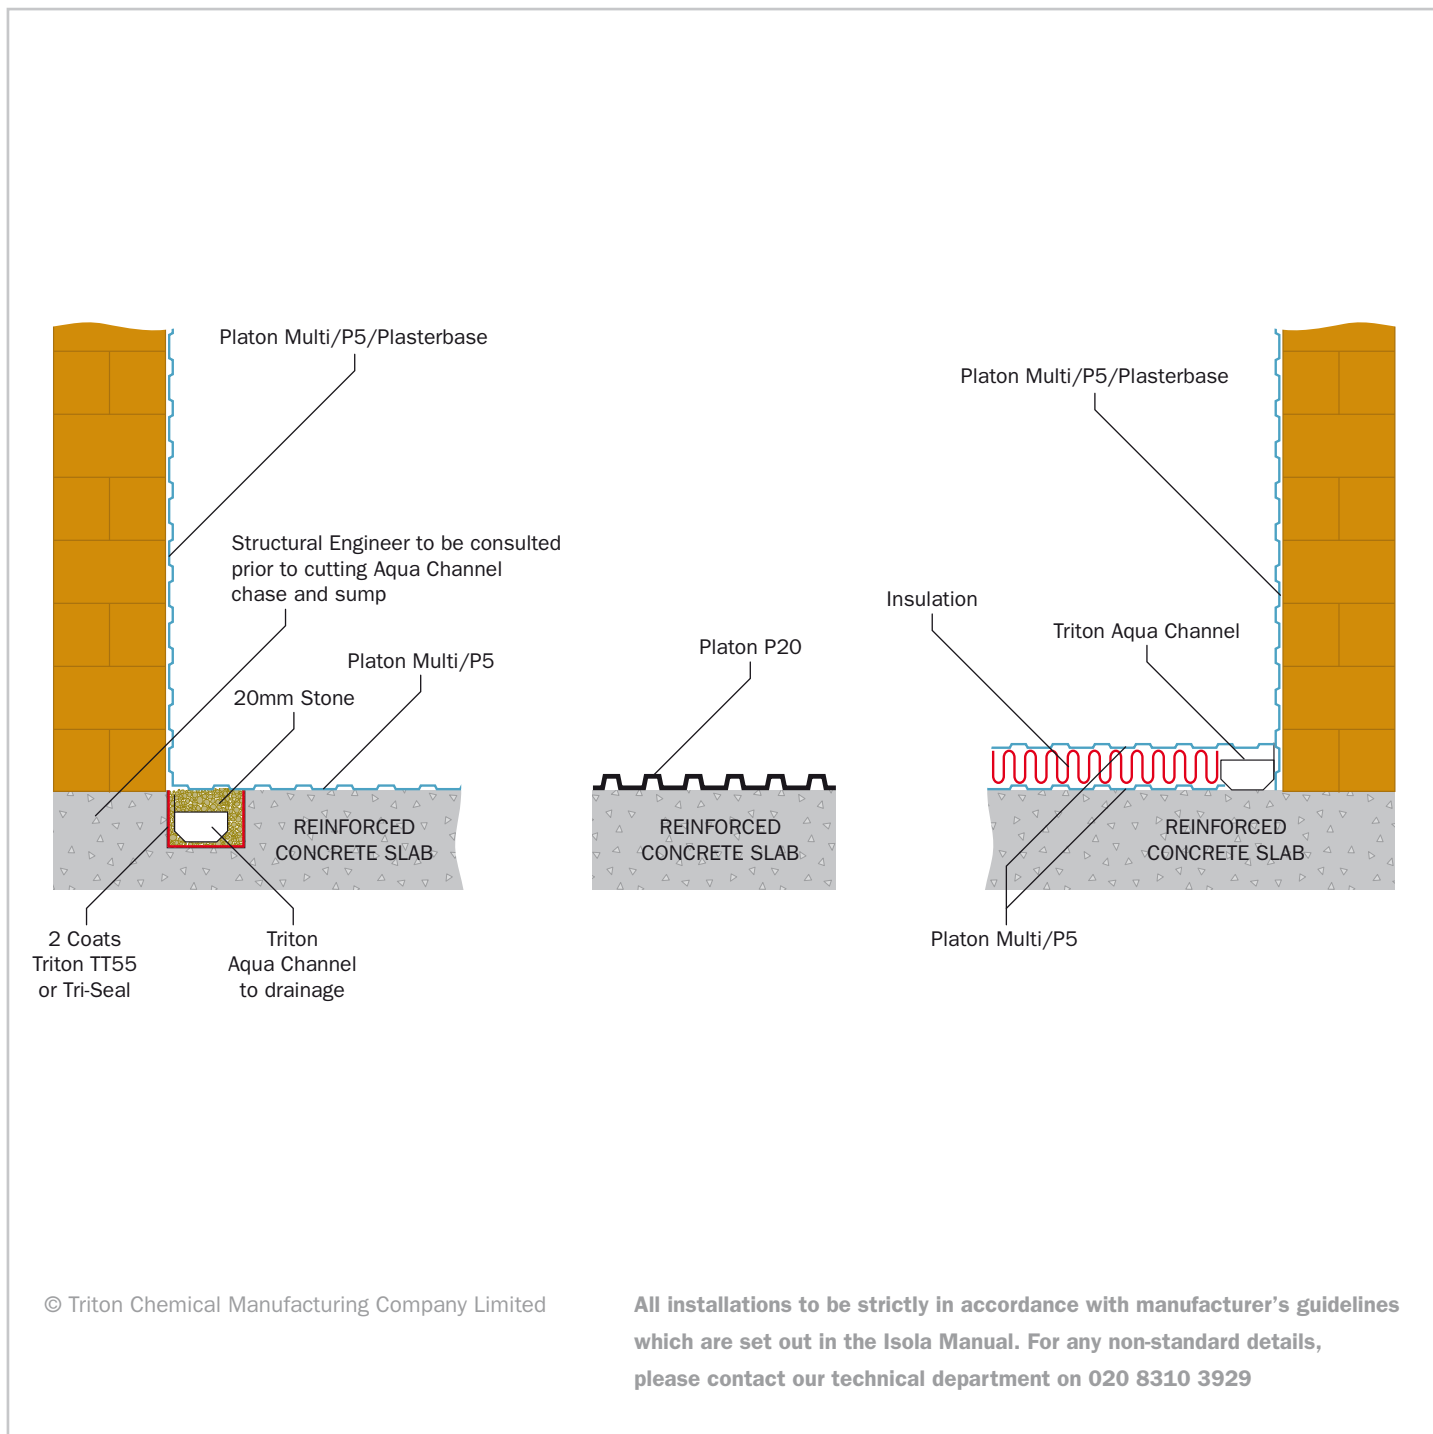 Platon Multi/P5/Plasterbase
Platon Multi/P5/Plasterbase
Structural Engineer to be consulted
prior to cutting Aqua Channel
chase and sump
Insulation
Triton Aqua Channel
Platon P20
Platon Multi/P5
20mm Stone
REINFORCED
CONCRETE SLAB
REINFORCED
CONCRETE SLAB
REINFORCED
CONCRETE SLAB
2 Coats
Triton TT55
or Tri-Seal
Triton
Aqua Channel
to drainage
Platon Multi/P5
© Triton Chemical Manufacturing Company Limited
All installations to be strictly in accordance with manufacturer’s guidelines
which are set out in the Isola Manual. For any non-standard details,
please contact our technical department on 020 8310 3929